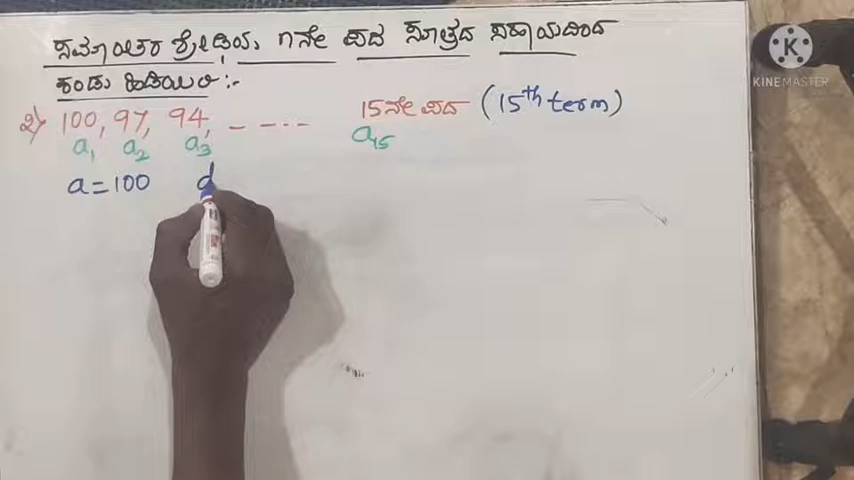 ಸಮಾಂತರ ಶ್ರೇಢಿಯ, nನೇ ಪದ ಸೂತ್ರದ ಸಹಾಯದಿಂದ
ಕಂಡು ಹಿಡಿಯಿರಿ :-
೨) 100, 97, 94, – – – – 15ನೇ ಪದ (15th term)
a1 a2 a3 a15
a = 100 d
KINEMASTER